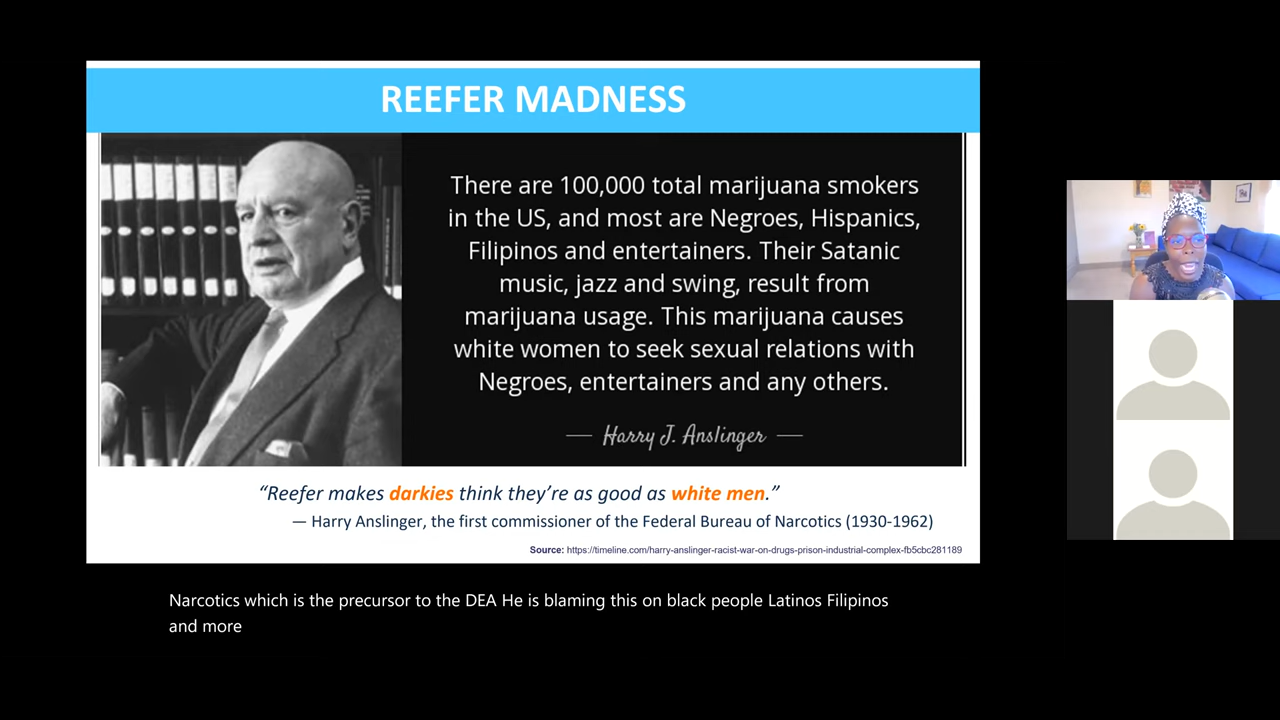 REEFER MADNESS
There are 100,000 total marijuana smokers
in the US, and most are Negroes, Hispanics,
Filipinos and entertainers. Their Satanic
music, jazz and swing, result from
marijuana usage. This marijuana causes
white women to seek sexual relations with
Negroes, entertainers and any others.
— Harry J. Anslinger —
“Reefer makes darkies think they’re as good as white men.”
— Harry Anslinger, the first commissioner of the Federal Bureau of Narcotics (1930-1962)
Source: https://timeline.com/harry-anslinger-racist-war-on-drugs-prison-industrial-complex-fb5cbc281189
Narcotics which is the precursor to the DEA He is blaming this on black people Latinos Filipinos
and more